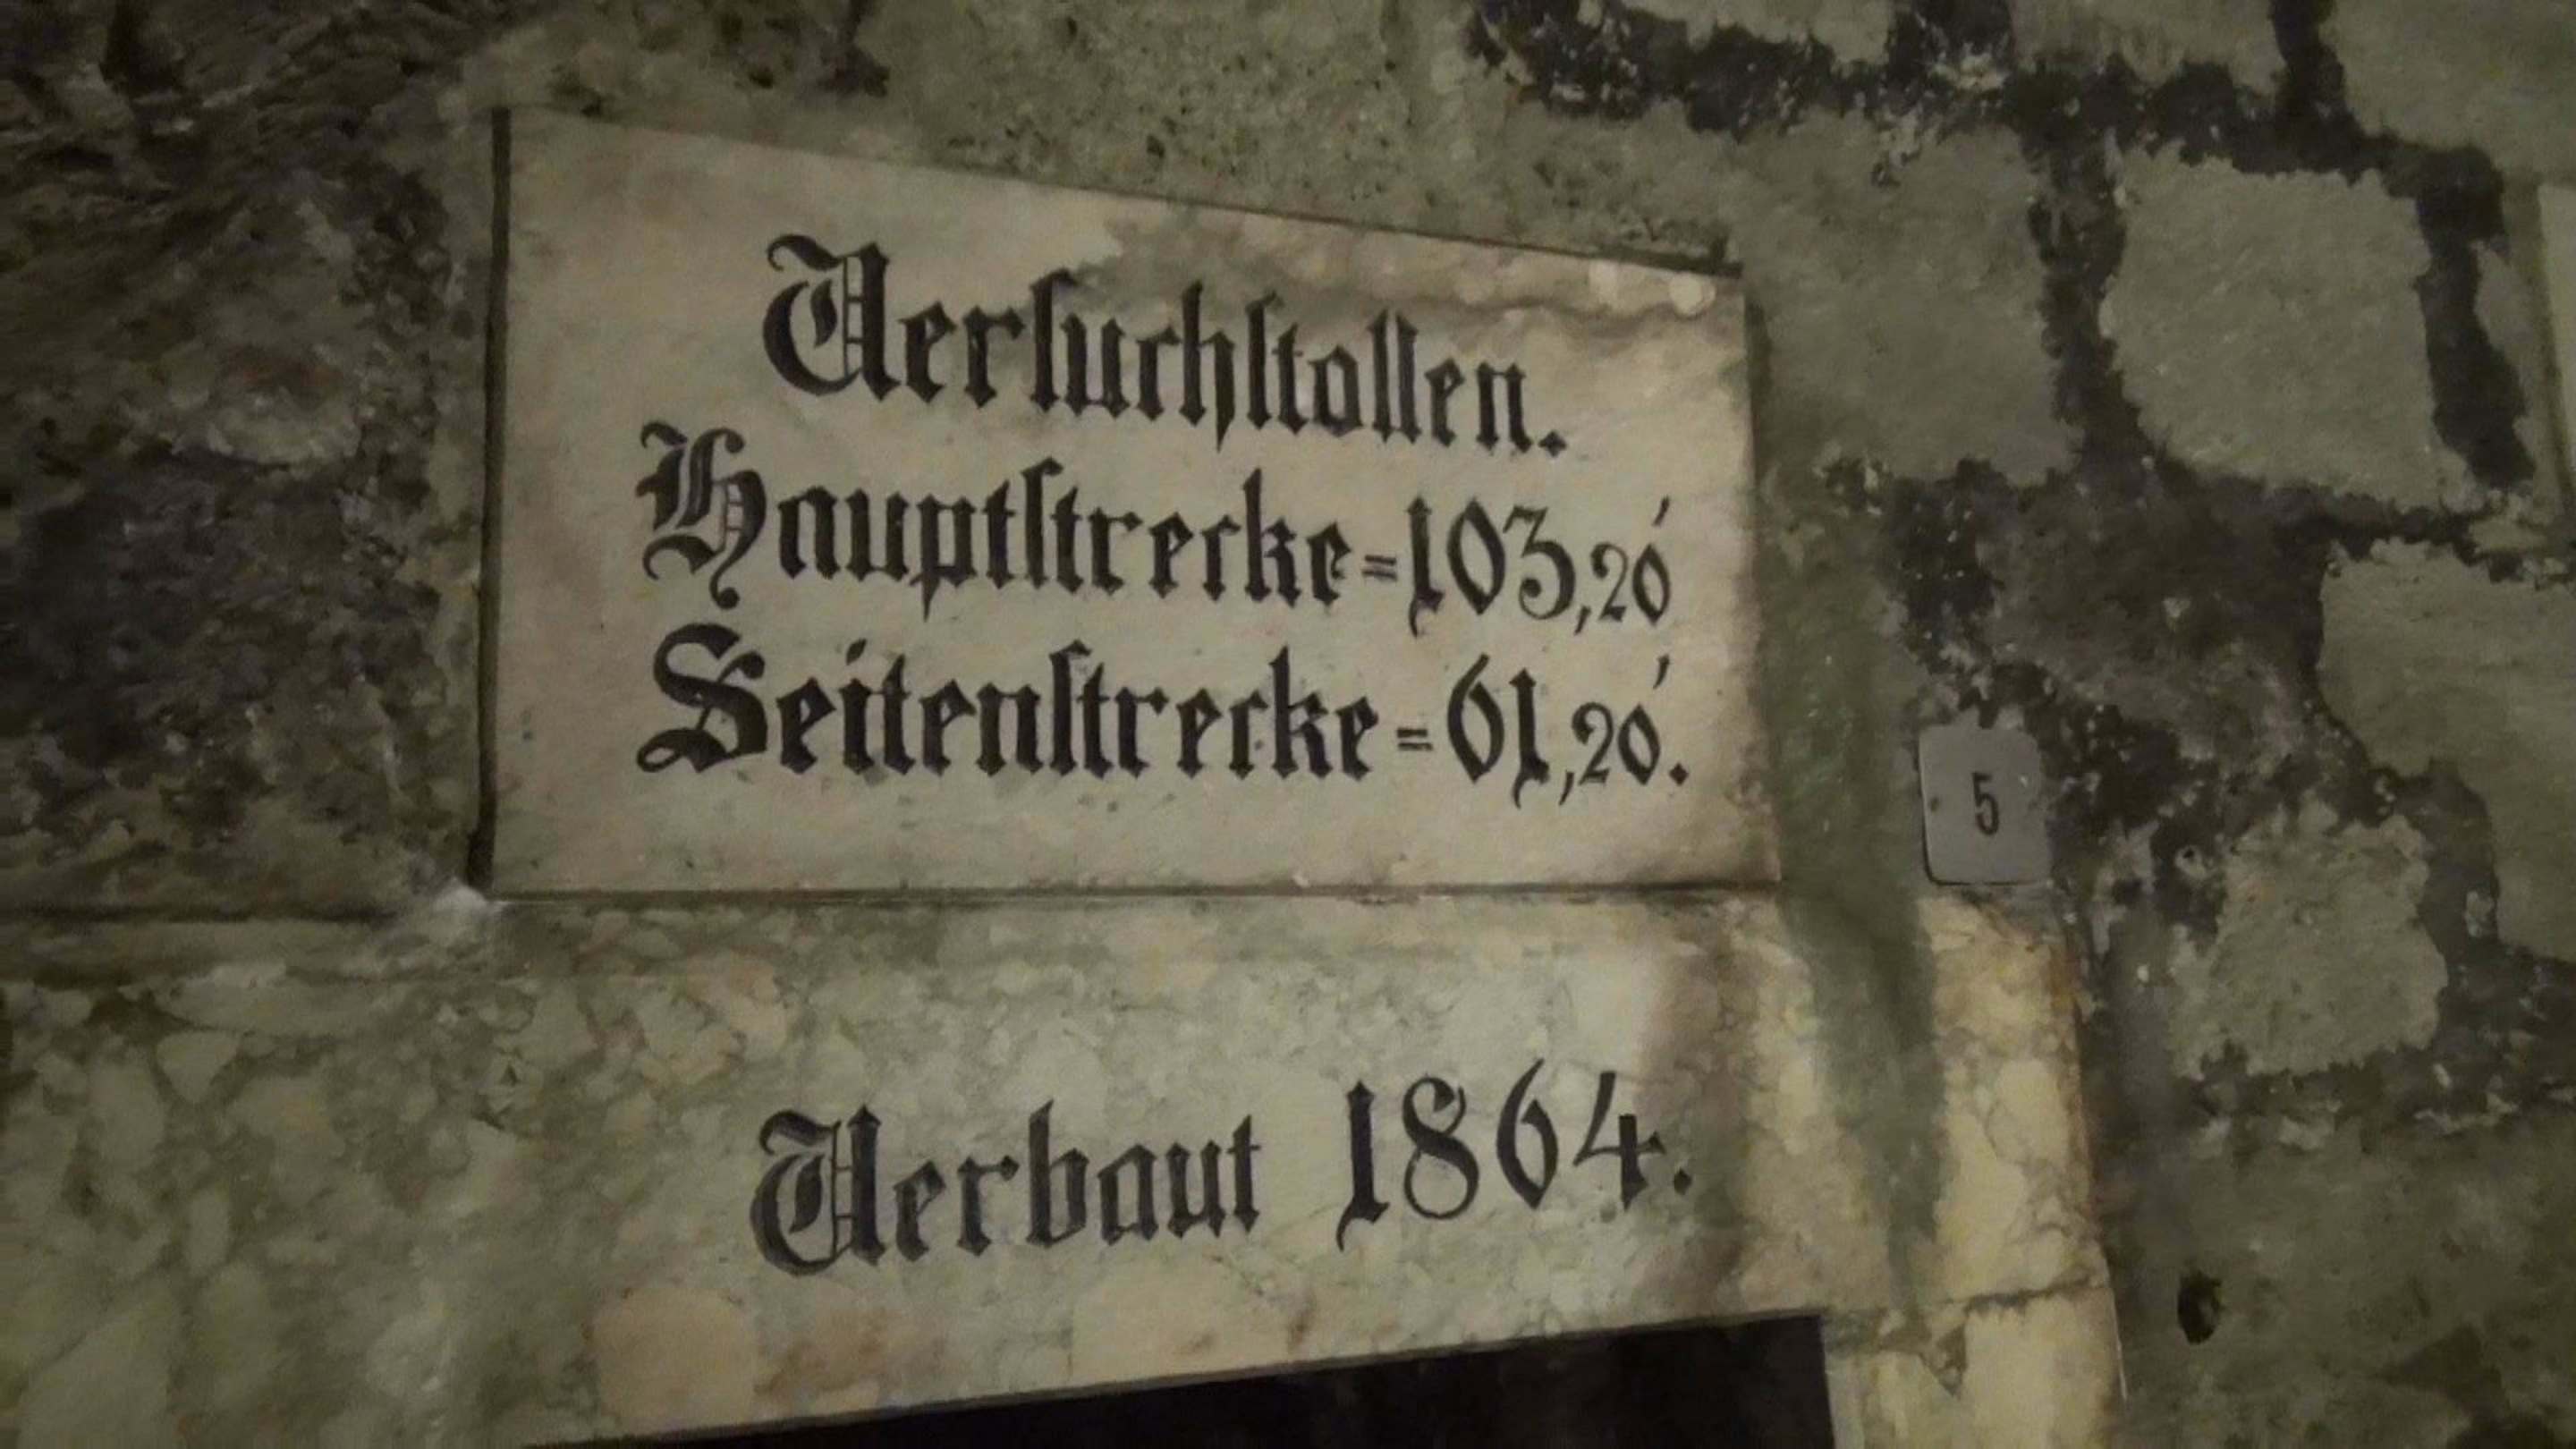 Verſuchſtollen.
Hauptſtrecke=103,20'
Seitenſtrecke=61,20'.
5
Verbaut 1864.